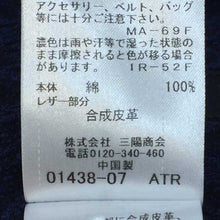 アクセサリー、ベルト、バッグ
等には十分ご注意下さい。
MA-69F
濃色は雨や汗等で湿った状態の
まま摩擦されると色が移る場合
があります。 IR-52F
本体 綿 100%
レザー部分
合成皮革
株式会社 三陽商会
電話0120-340-460
中国製
01438-07 ATR
に合成皮革